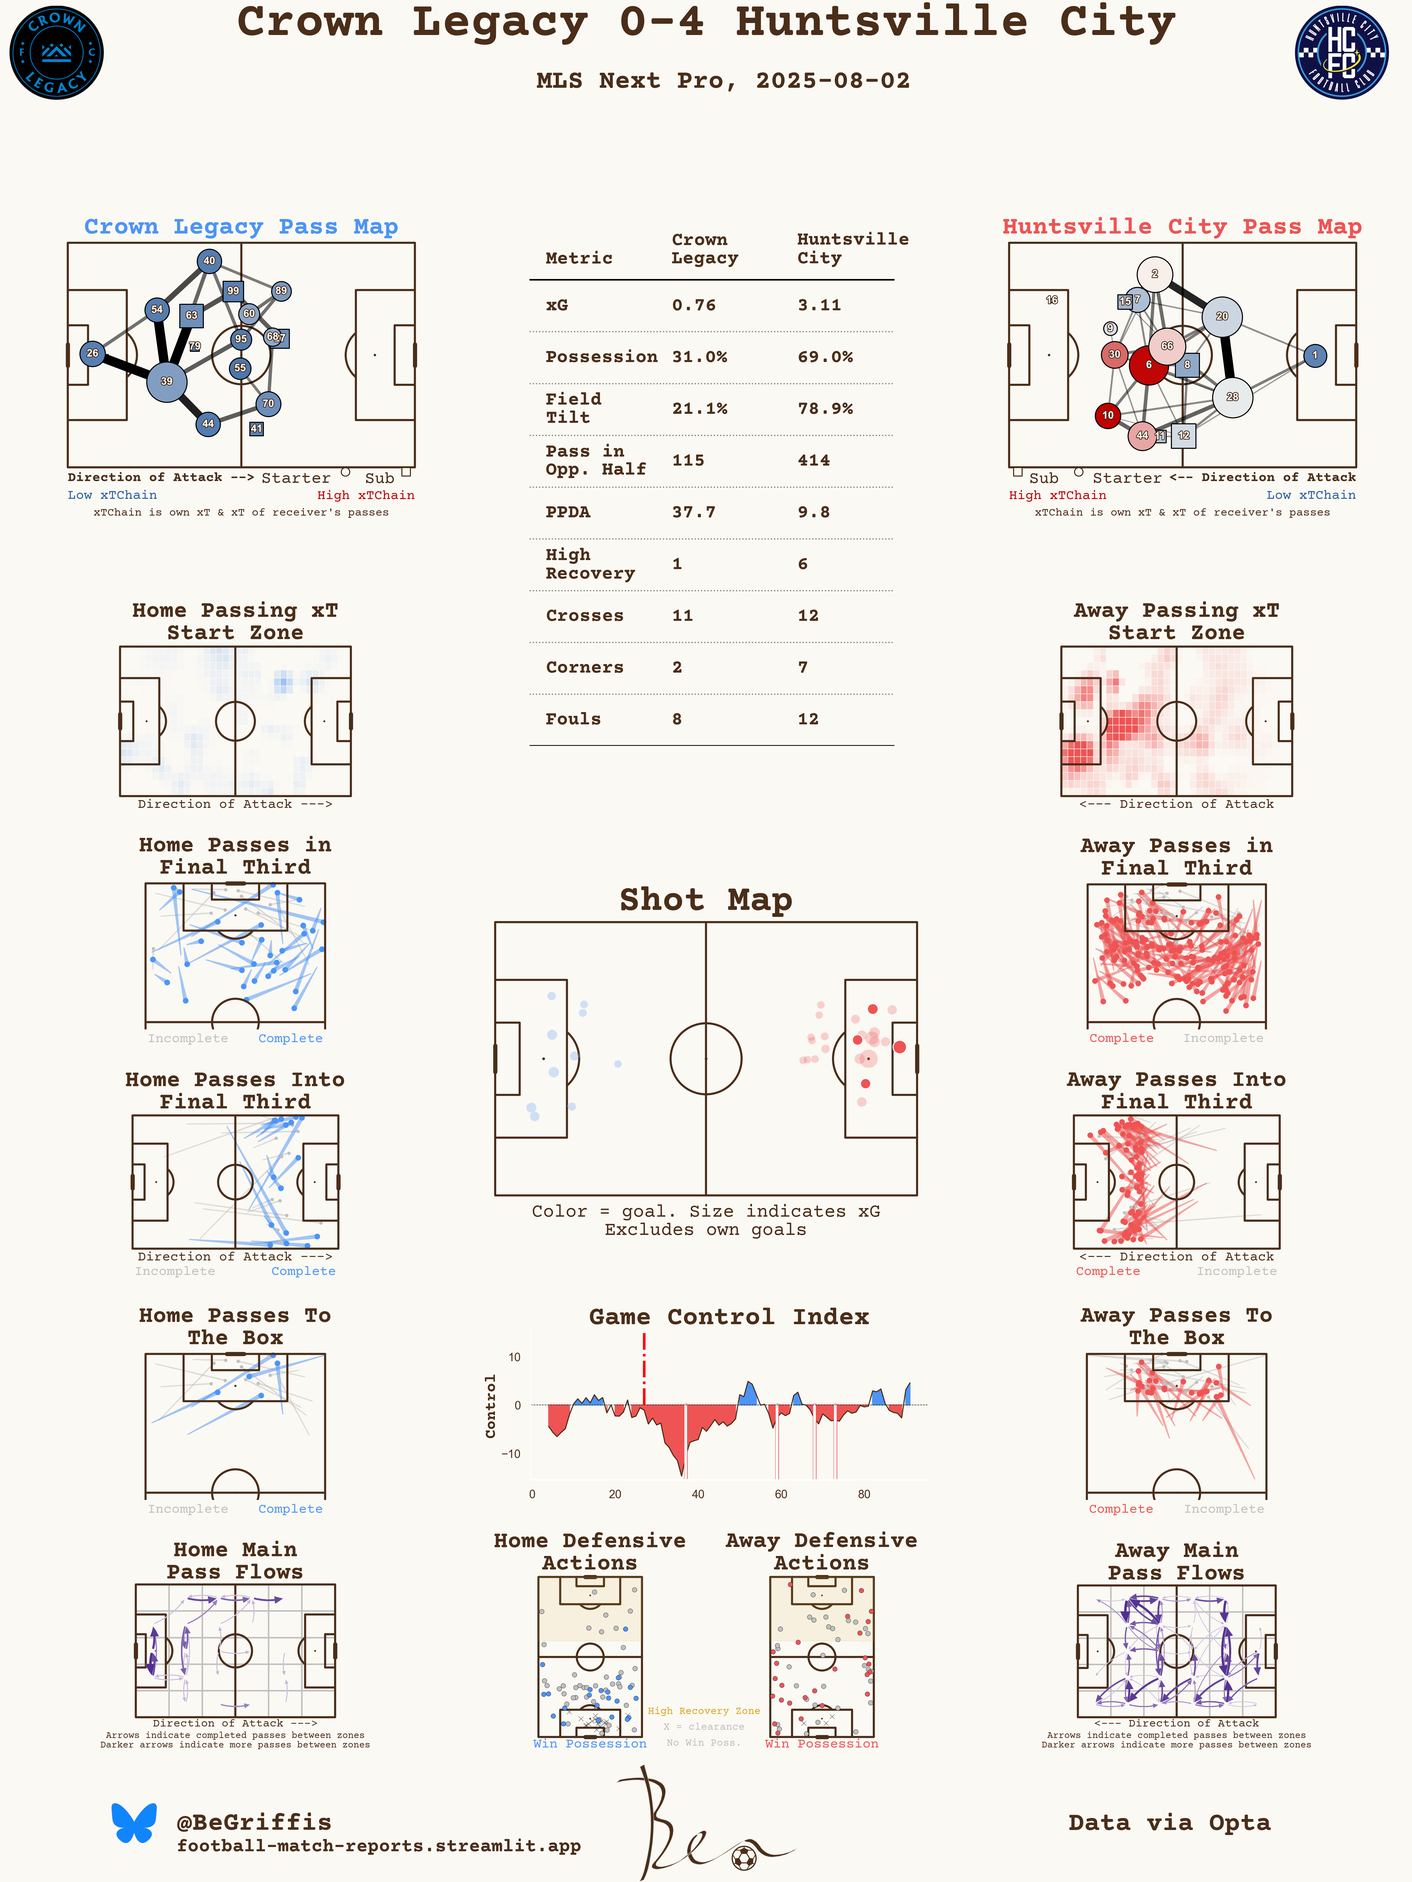 Crown Legacy 0-4 Huntsville City
MLS Next Pro, 2025-08-02
CROWN
F C
LEGACY
HUNTSVILLE CITY
HC
FC
FOOTBALL CLUB
Crown Legacy Pass Map
40
99
89
54
63
60
79
95
68
7
26
55
39
70
44
41
Direction of Attack --> Starter Sub
Low xTChain High xTChain
xTChain is own xT & xT of receiver's passes
Metric Crown Legacy Huntsville City
xG 0.76 3.11
Possession 31.0% 69.0%
Field Tilt 21.1% 78.9%
Pass in Opp. Half 115 414
PPDA 37.7 9.8
High Recovery 1 6
Crosses 11 12
Corners 2 7
Fouls 8 12
Huntsville City Pass Map
2
16
15
7
20
9
66
30
6
8
1
28
10
44
11
12
Sub Starter <-- Direction of Attack
High xTChain Low xTChain
xTChain is own xT & xT of receiver's passes
Home Passing xT
Start Zone
Direction of Attack --->
Away Passing xT
Start Zone
<--- Direction of Attack
Home Passes in
Final Third
Incomplete Complete
Away Passes in
Final Third
Complete Incomplete
Shot Map
Color = goal. Size indicates xG
Excludes own goals
Home Passes Into
Final Third
Direction of Attack --->
Incomplete Complete
Away Passes Into
Final Third
<--- Direction of Attack
Complete Incomplete
Home Passes To
The Box
Incomplete Complete
Game Control Index
Control
10
0
−10
0 20 40 60 80
Away Passes To
The Box
Complete Incomplete
Home Main
Pass Flows
Direction of Attack --->
Arrows indicate completed passes between zones
Darker arrows indicate more passes between zones
Home Defensive
Actions
Win Possession
High Recovery Zone
X = clearance
No Win Poss.
Away Defensive
Actions
Win Possession
Away Main
Pass Flows
<--- Direction of Attack
Arrows indicate completed passes between zones
Darker arrows indicate more passes between zones
@BeGriffis
football-match-reports.streamlit.app
Ben
Data via Opta